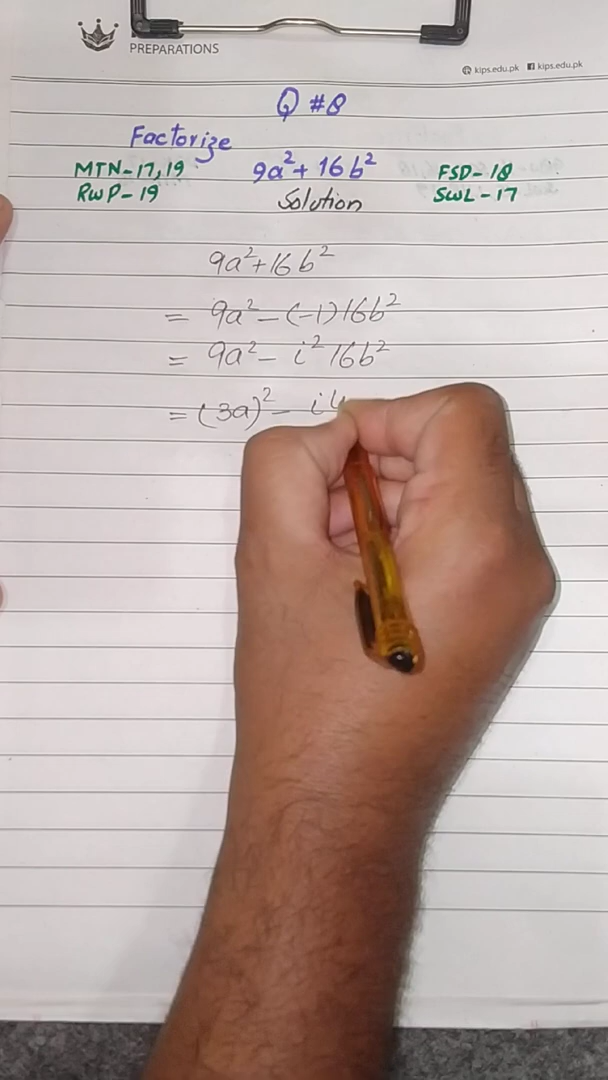 PREPARATIONS
kips.edu.pk kips.edu.pk
Q #8
Factorize
MTN-17,19 9a²+16b² FSD-18
RWP-19 Solution SWL-17
9a²+16b²
= 9a²-(-1)16b²
= 9a²-i²16b²
= (3a)²- i4